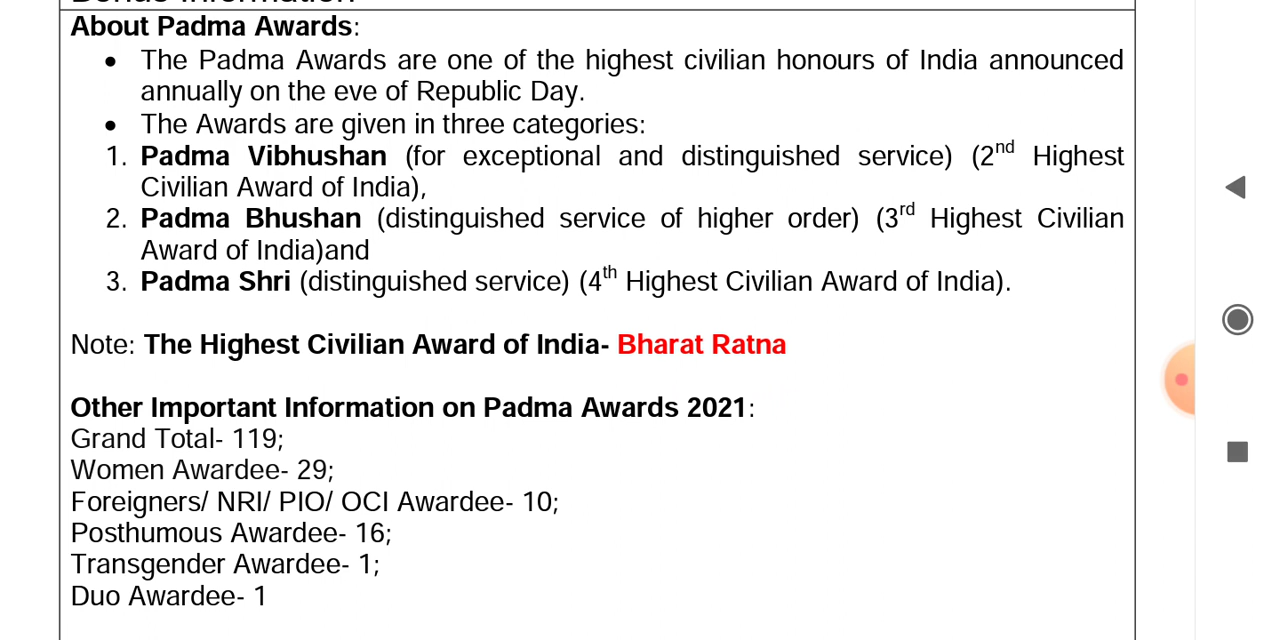 Bonus Information
About Padma Awards:
• The Padma Awards are one of the highest civilian honours of India announced
annually on the eve of Republic Day.
• The Awards are given in three categories:
1. Padma Vibhushan (for exceptional and distinguished service) (2nd Highest
Civilian Award of India),
2. Padma Bhushan (distinguished service of higher order) (3rd Highest Civilian
Award of India)and
3. Padma Shri (distinguished service) (4th Highest Civilian Award of India).
Note: The Highest Civilian Award of India- Bharat Ratna
Other Important Information on Padma Awards 2021:
Grand Total- 119;
Women Awardee- 29;
Foreigners/ NRI/ PIO/ OCI Awardee- 10;
Posthumous Awardee- 16;
Transgender Awardee- 1;
Duo Awardee- 1